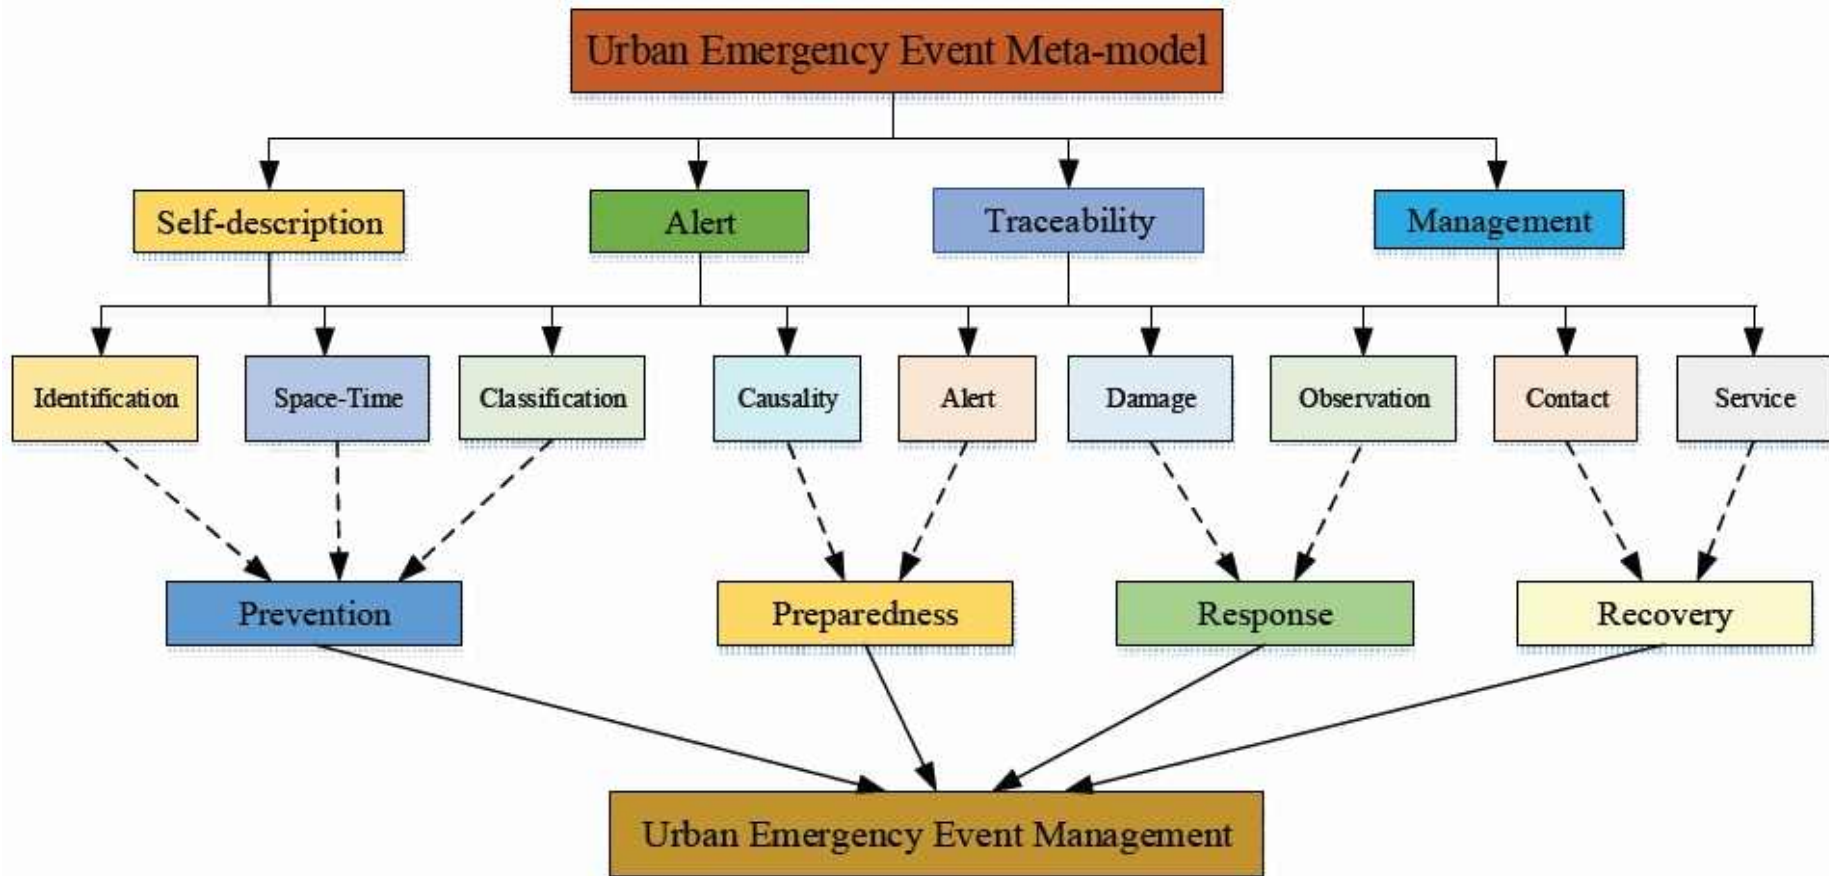 Urban Emergency Event Meta-model
Self-description
Alert
Traceability
Management
Identification
Space-Time
Classification
Causality
Alert
Damage
Observation
Contact
Service
Prevention
Preparedness
Response
Recovery
Urban Emergency Event Management